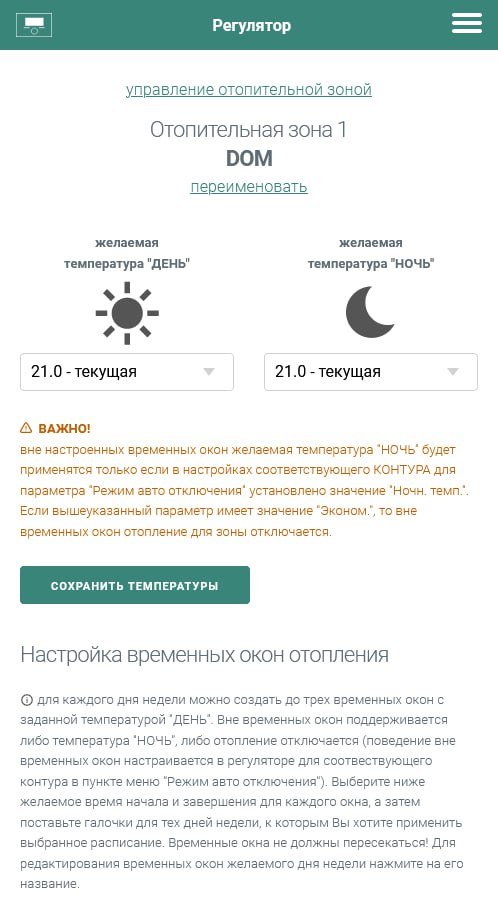 Регулятор
управление отопительной зоной
Отопительная зона 1
DOM
переименовать
желаемая
температура "ДЕНЬ"
желаемая
температура "НОЧЬ"
21.0 - текущая
21.0 - текущая
ВАЖНО!
вне настроенных временных окон желаемая температура "НОЧЬ" будет
применятся только если в настройках соответствующего КОНТУРА для
параметра "Режим авто отключения" установлено значение "Ночн. темп.".
Если вышеуказанный параметр имеет значение "Эконом.", то вне
временных окон отопление для зоны отключается.
СОХРАНИТЬ ТЕМПЕРАТУРЫ
Настройка временных окон отопления
для каждого дня недели можно создать до трех временных окон с
заданной температурой "ДЕНЬ". Вне временных окон поддерживается
либо температура "НОЧЬ", либо отопление отключается (поведение вне
временных окон настраивается в регуляторе для соотвествующего
контура в пункте меню "Режим авто отключения"). Выберите ниже
желаемое время начала и завершения для каждого окна, а затем
поставьте галочки для тех дней недели, к которым Вы хотите применить
выбранное расписание. Временные окна не должны пересекаться! Для
редактирования временных окон желаемого дня недели нажмите на его
название.